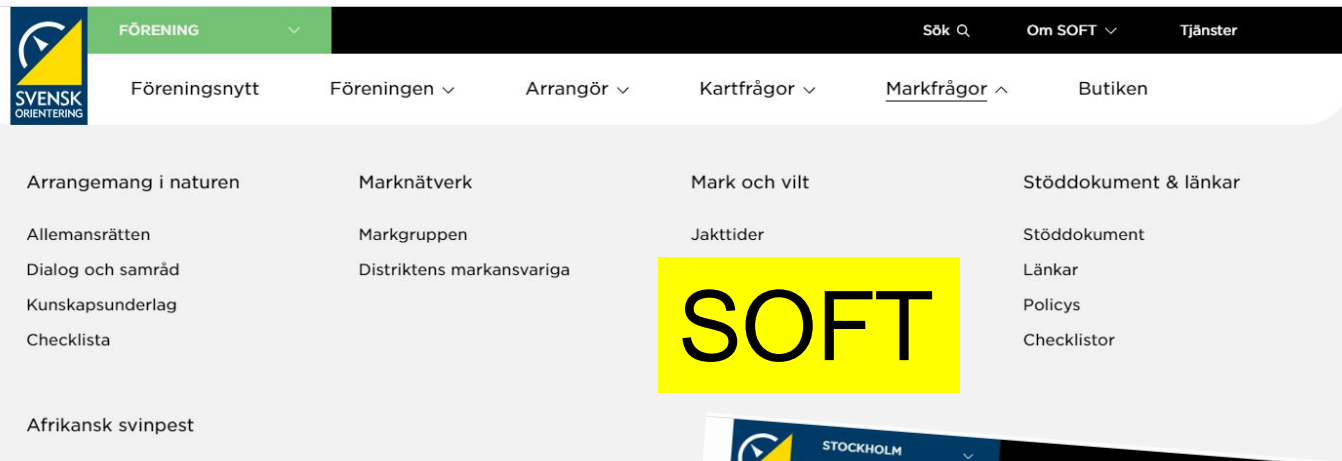 FÖRENING
Sök
Om SOFT
Tjänster
SVENSK
ORIENTERING
Föreningsnytt
Föreningen
Arrangör
Kartfrågor
Markfrågor
Butiken
Arrangemang i naturen
Allemansrätten
Dialog och samråd
Kunskapsunderlag
Checklista
Marknätverk
Markgruppen
Distriktens markansvariga
Mark och vilt
Jakttider
SOFT
Stöddokument & länkar
Stöddokument
Länkar
Policys
Checklistor
Afrikansk svinpest
STOCKHOLM